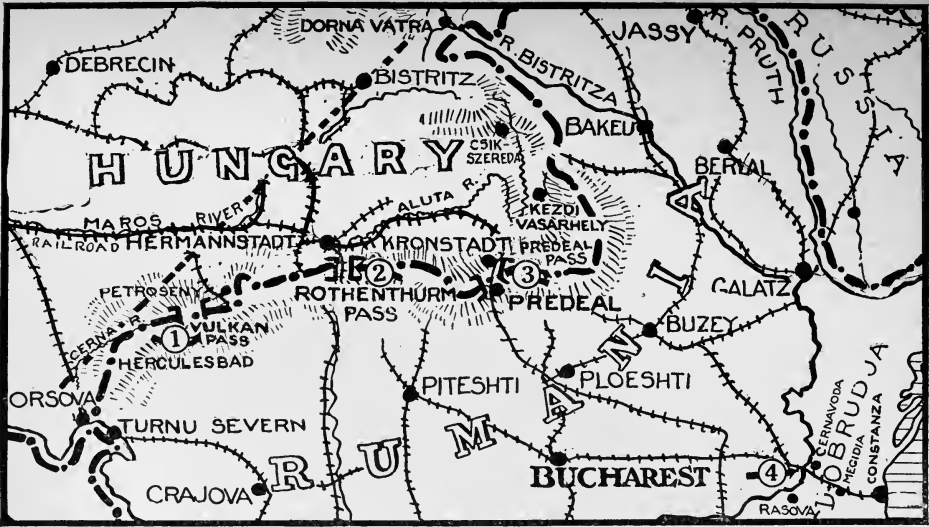 DORNA VATRA
R. BISTRITZA
JASSY
R. PRUTH
RUSSIA
DEBRECIN
BISTRITZ
BAKEU
CSIK-
SZEREDA
BERLAL
HUNGARY
ALUTA R.
KEZDI
VASARHELY
MAROS RIVER
RAILROAD
HERMANNSTADT
KRONSTADT
PREDEAL
PASS
PETROSENY
2
3
ROTHENTHURM
PASS
PREDEAL
GALATZ
CERNA R.
1
VULKAN
PASS
HERCULESBAD
BUZEY
ORSOVA
PITESHTI
PLOESHTI
TURNU SEVERN
RUMANIA
CRAJOVA
BUCHAREST
4
CERNAVODA
MEGIDIA
DOBRUDJA
CONSTANZA
RASOVA